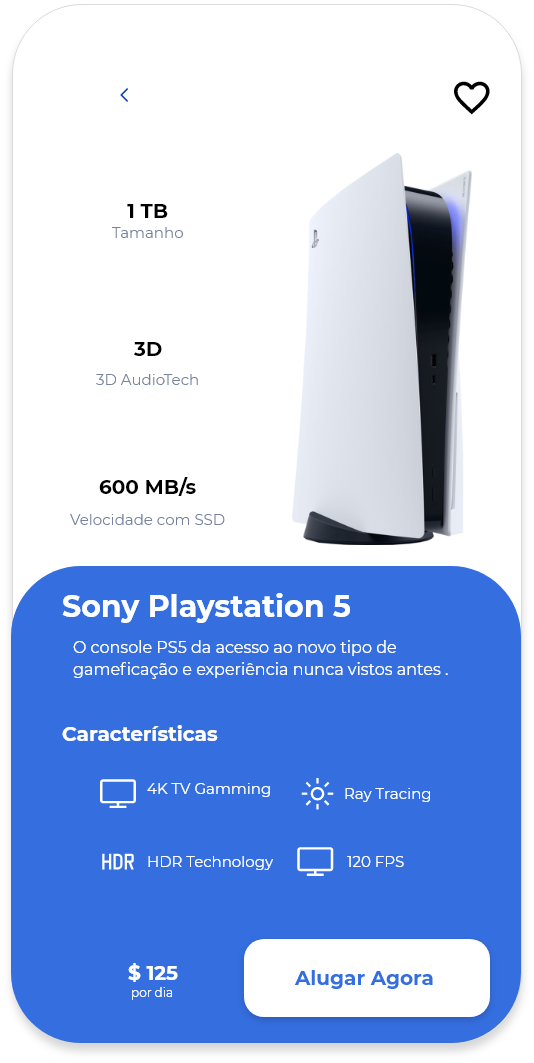 1 TB
Tamanho
3D
3D AudioTech
600 MB/s
Velocidade com SSD
Sony Playstation 5
O console PS5 da acesso ao novo tipo de
gameficação e experiência nunca vistos antes .
Características
4K TV Gamming
Ray Tracing
HDR
HDR Technology
120 FPS
$ 125
por dia
Alugar Agora